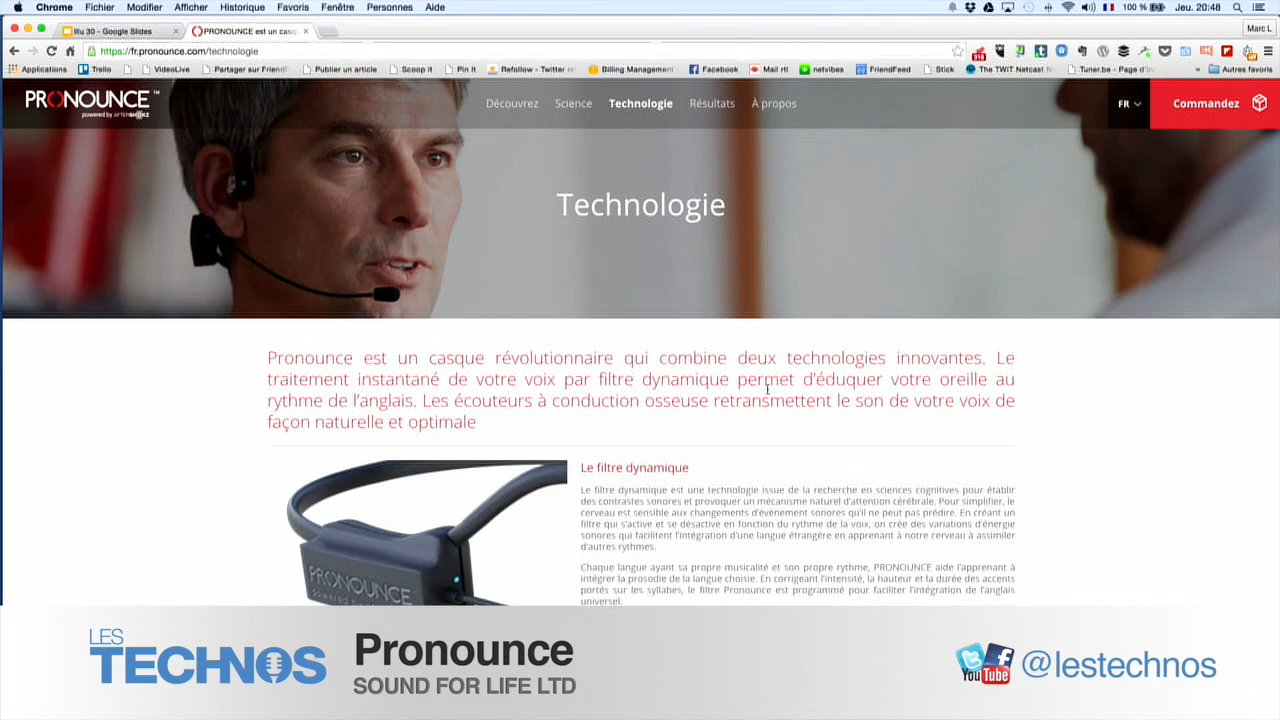 Chrome Fichier Modifier Afficher Historique Favoris Fenêtre Personnes Aide 100 % Jeu. 20:48
Illu 30 - Google Slides × PRONOUNCE est un casq × Marc L
https://fr.pronounce.com/technologie
Applications Trello VideoLive Partager sur Friend Publier un article Scoop it Pin It Refollow - Twitter Billing Management Facebook Mail rtl netvibes FriendFeed Stick The TWiT Netcast N Tuner.be - Page d'in » Autres favoris
PRONOUNCE™
powered by AFTERSHOKZ
Découvrez Science Technologie Résultats À propos FR Commandez
Technologie
Pronounce est un casque révolutionnaire qui combine deux technologies innovantes. Le
traitement instantané de votre voix par filtre dynamique permet d'éduquer votre oreille au
rythme de l'anglais. Les écouteurs à conduction osseuse retransmettent le son de votre voix de
façon naturelle et optimale
PRONOUNCE
Le filtre dynamique
Le filtre dynamique est une technologie issue de la recherche en sciences cognitives pour établir
des contrastes sonores et provoquer un mécanisme naturel d'attention cérébrale. Pour simplifier, le
cerveau est sensible aux changements d'évènement sonores qu'il ne peut pas prédire. En créant un
filtre qui s'active et se désactive en fonction du rythme de la voix, on crée des variations d'énergie
sonores qui facilitent l'intégration d'une langue étrangère en apprenant à notre cerveau à assimiler
d'autres rythmes.
Chaque langue ayant sa propre musicalité et son propre rythme, PRONOUNCE aide l'apprenant à
intégrer la prosodie de la langue choisie. En corrigeant l'intensité, la hauteur et la durée des accents
portés sur les syllabes, le filtre Pronounce est programmé pour faciliter l'intégration de l'anglais
universel.
LES
TECHNOS
Pronounce
SOUND FOR LIFE LTD
You Tube
@lestechnos